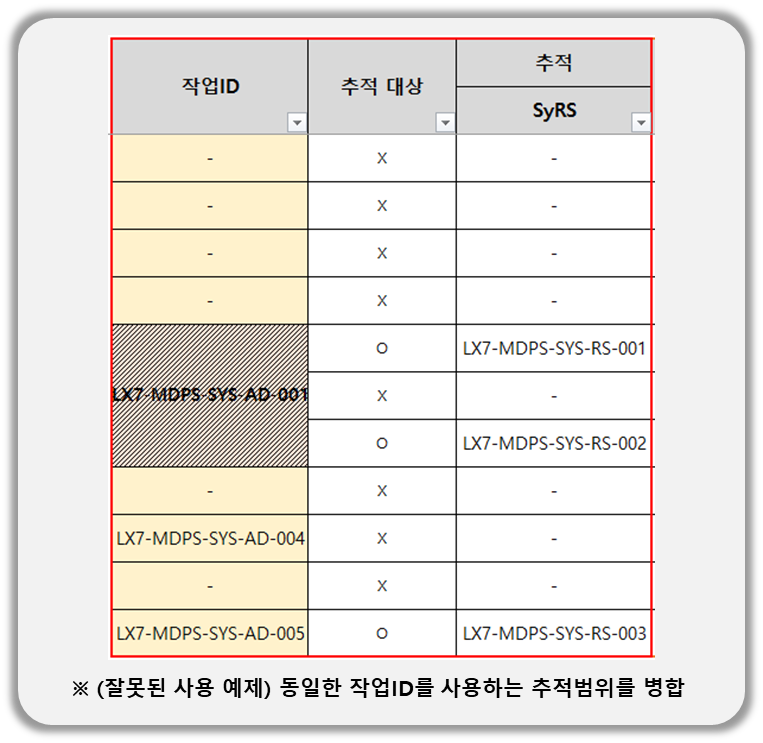 작업ID 추적 대상 추적
SyRS
- X -
- X -
- X -
- X -
LX7-MDPS-SYS-AD-001 O LX7-MDPS-SYS-RS-001
X -
O LX7-MDPS-SYS-RS-002
- X -
LX7-MDPS-SYS-AD-004 X -
- X -
LX7-MDPS-SYS-AD-005 O LX7-MDPS-SYS-RS-003
※ (잘못된 사용 예제) 동일한 작업ID를 사용하는 추적범위를 병합